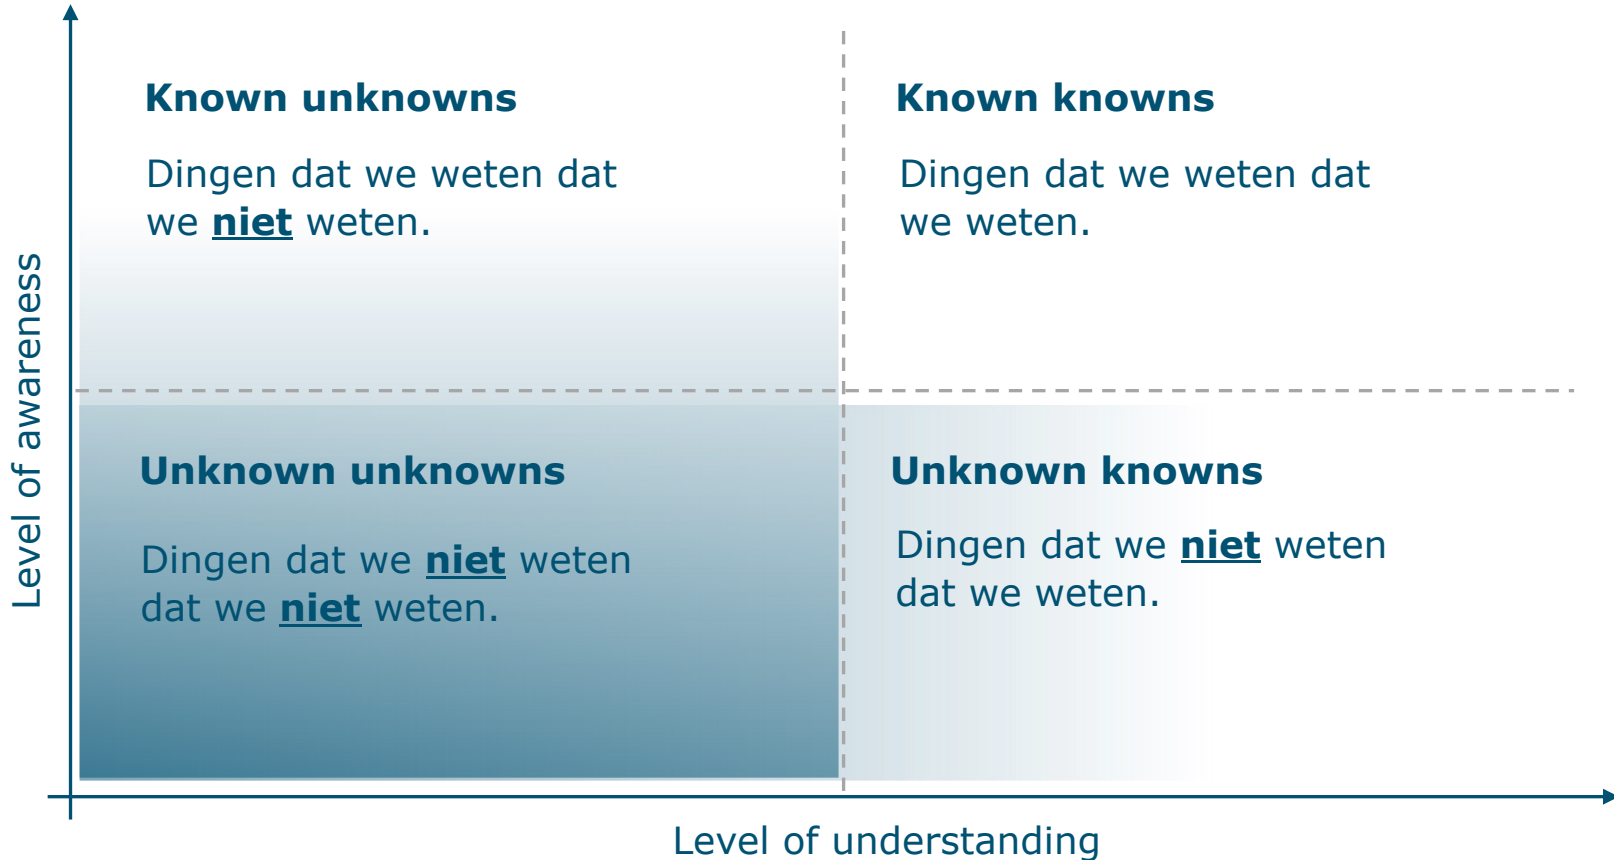 Known unknowns
Dingen dat we weten dat
we niet weten.
Known knowns
Dingen dat we weten dat
we weten.
Level of awareness
Unknown unknowns
Dingen dat we niet weten
dat we niet weten.
Unknown knowns
Dingen dat we niet weten
dat we weten.
Level of understanding